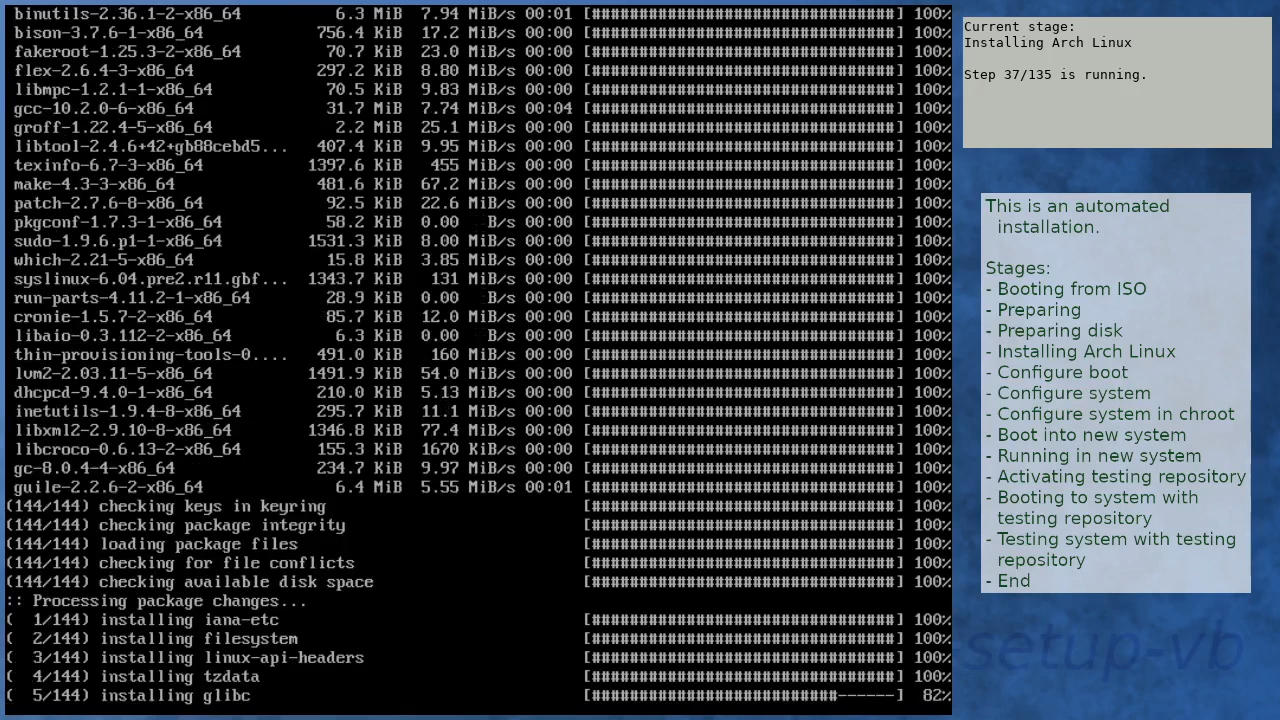 binutils-2.36.1-2-x86_64 6.3 MiB 7.94 MiB/s 00:01 [################################] 100%
bison-3.7.6-1-x86_64 756.4 KiB 17.2 MiB/s 00:00 [################################] 100%
fakeroot-1.25.3-2-x86_64 70.7 KiB 23.0 MiB/s 00:00 [################################] 100%
flex-2.6.4-3-x86_64 297.2 KiB 8.80 MiB/s 00:00 [################################] 100%
libmpc-1.2.1-1-x86_64 70.5 KiB 9.83 MiB/s 00:00 [################################] 100%
gcc-10.2.0-6-x86_64 31.7 MiB 7.74 MiB/s 00:04 [################################] 100%
groff-1.22.4-5-x86_64 2.2 MiB 25.1 MiB/s 00:00 [################################] 100%
libtool-2.4.6+42+gb88cebd5... 407.4 KiB 9.95 MiB/s 00:00 [################################] 100%
texinfo-6.7-3-x86_64 1397.6 KiB 455 MiB/s 00:00 [################################] 100%
make-4.3-3-x86_64 481.6 KiB 67.2 MiB/s 00:00 [################################] 100%
patch-2.7.6-8-x86_64 92.5 KiB 22.6 MiB/s 00:00 [################################] 100%
pkgconf-1.7.3-1-x86_64 58.2 KiB 0.00 B/s 00:00 [################################] 100%
sudo-1.9.6.p1-1-x86_64 1531.3 KiB 8.00 MiB/s 00:00 [################################] 100%
which-2.21-5-x86_64 15.8 KiB 3.85 MiB/s 00:00 [################################] 100%
syslinux-6.04.pre2.r11.gbf... 1343.7 KiB 131 MiB/s 00:00 [################################] 100%
run-parts-4.11.2-1-x86_64 28.9 KiB 0.00 B/s 00:00 [################################] 100%
cronie-1.5.7-2-x86_64 85.7 KiB 12.0 MiB/s 00:00 [################################] 100%
libaio-0.3.112-2-x86_64 6.3 KiB 0.00 B/s 00:00 [################################] 100%
thin-provisioning-tools-0.... 491.0 KiB 160 MiB/s 00:00 [################################] 100%
lvm2-2.03.11-5-x86_64 1491.9 KiB 54.0 MiB/s 00:00 [################################] 100%
dhcpcd-9.4.0-1-x86_64 210.0 KiB 5.13 MiB/s 00:00 [################################] 100%
inetutils-1.9.4-8-x86_64 295.7 KiB 11.1 MiB/s 00:00 [################################] 100%
libxml2-2.9.10-8-x86_64 1346.8 KiB 77.4 MiB/s 00:00 [################################] 100%
libcroco-0.6.13-2-x86_64 155.3 KiB 1670 KiB/s 00:00 [################################] 100%
gc-8.0.4-4-x86_64 234.7 KiB 9.97 MiB/s 00:00 [################################] 100%
guile-2.2.6-2-x86_64 6.4 MiB 5.55 MiB/s 00:01 [################################] 100%
(144/144) checking keys in keyring [################################] 100%
(144/144) checking package integrity [################################] 100%
(144/144) loading package files [################################] 100%
(144/144) checking for file conflicts [################################] 100%
(144/144) checking available disk space [################################] 100%
:: Processing package changes...
( 1/144) installing iana-etc [################################] 100%
( 2/144) installing filesystem [################################] 100%
( 3/144) installing linux-api-headers [################################] 100%
( 4/144) installing tzdata [################################] 100%
( 5/144) installing glibc [##########################------] 82%
Current stage:
Installing Arch Linux
Step 37/135 is running.
This is an automated
installation.
Stages:
- Booting from ISO
- Preparing
- Preparing disk
- Installing Arch Linux
- Configure boot
- Configure system
- Configure system in chroot
- Boot into new system
- Running in new system
- Activating testing repository
- Booting to system with
testing repository
- Testing system with testing
repository
- End
setup-vb